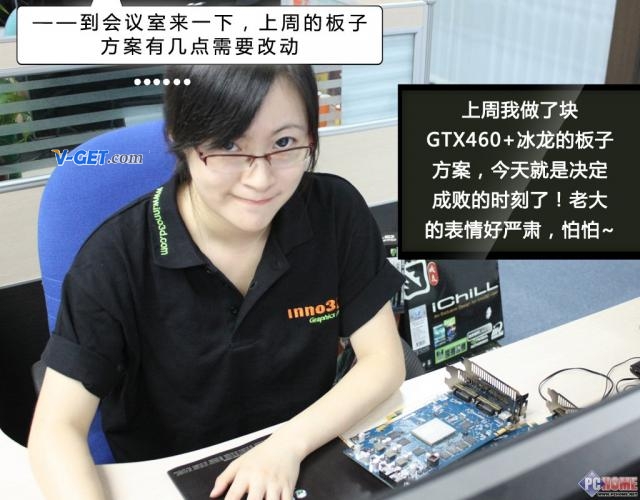 ——到会议室来一下，上周的板子
方案有几点需要改动
••••••
V-GET.com
上周我做了块
GTX460+冰龙的板子
方案，今天就是决定
成败的时刻了！老大
的表情好严肃，怕怕~
www.inno3d.com
inno3D
Graphics
ICHILL
PCHOME